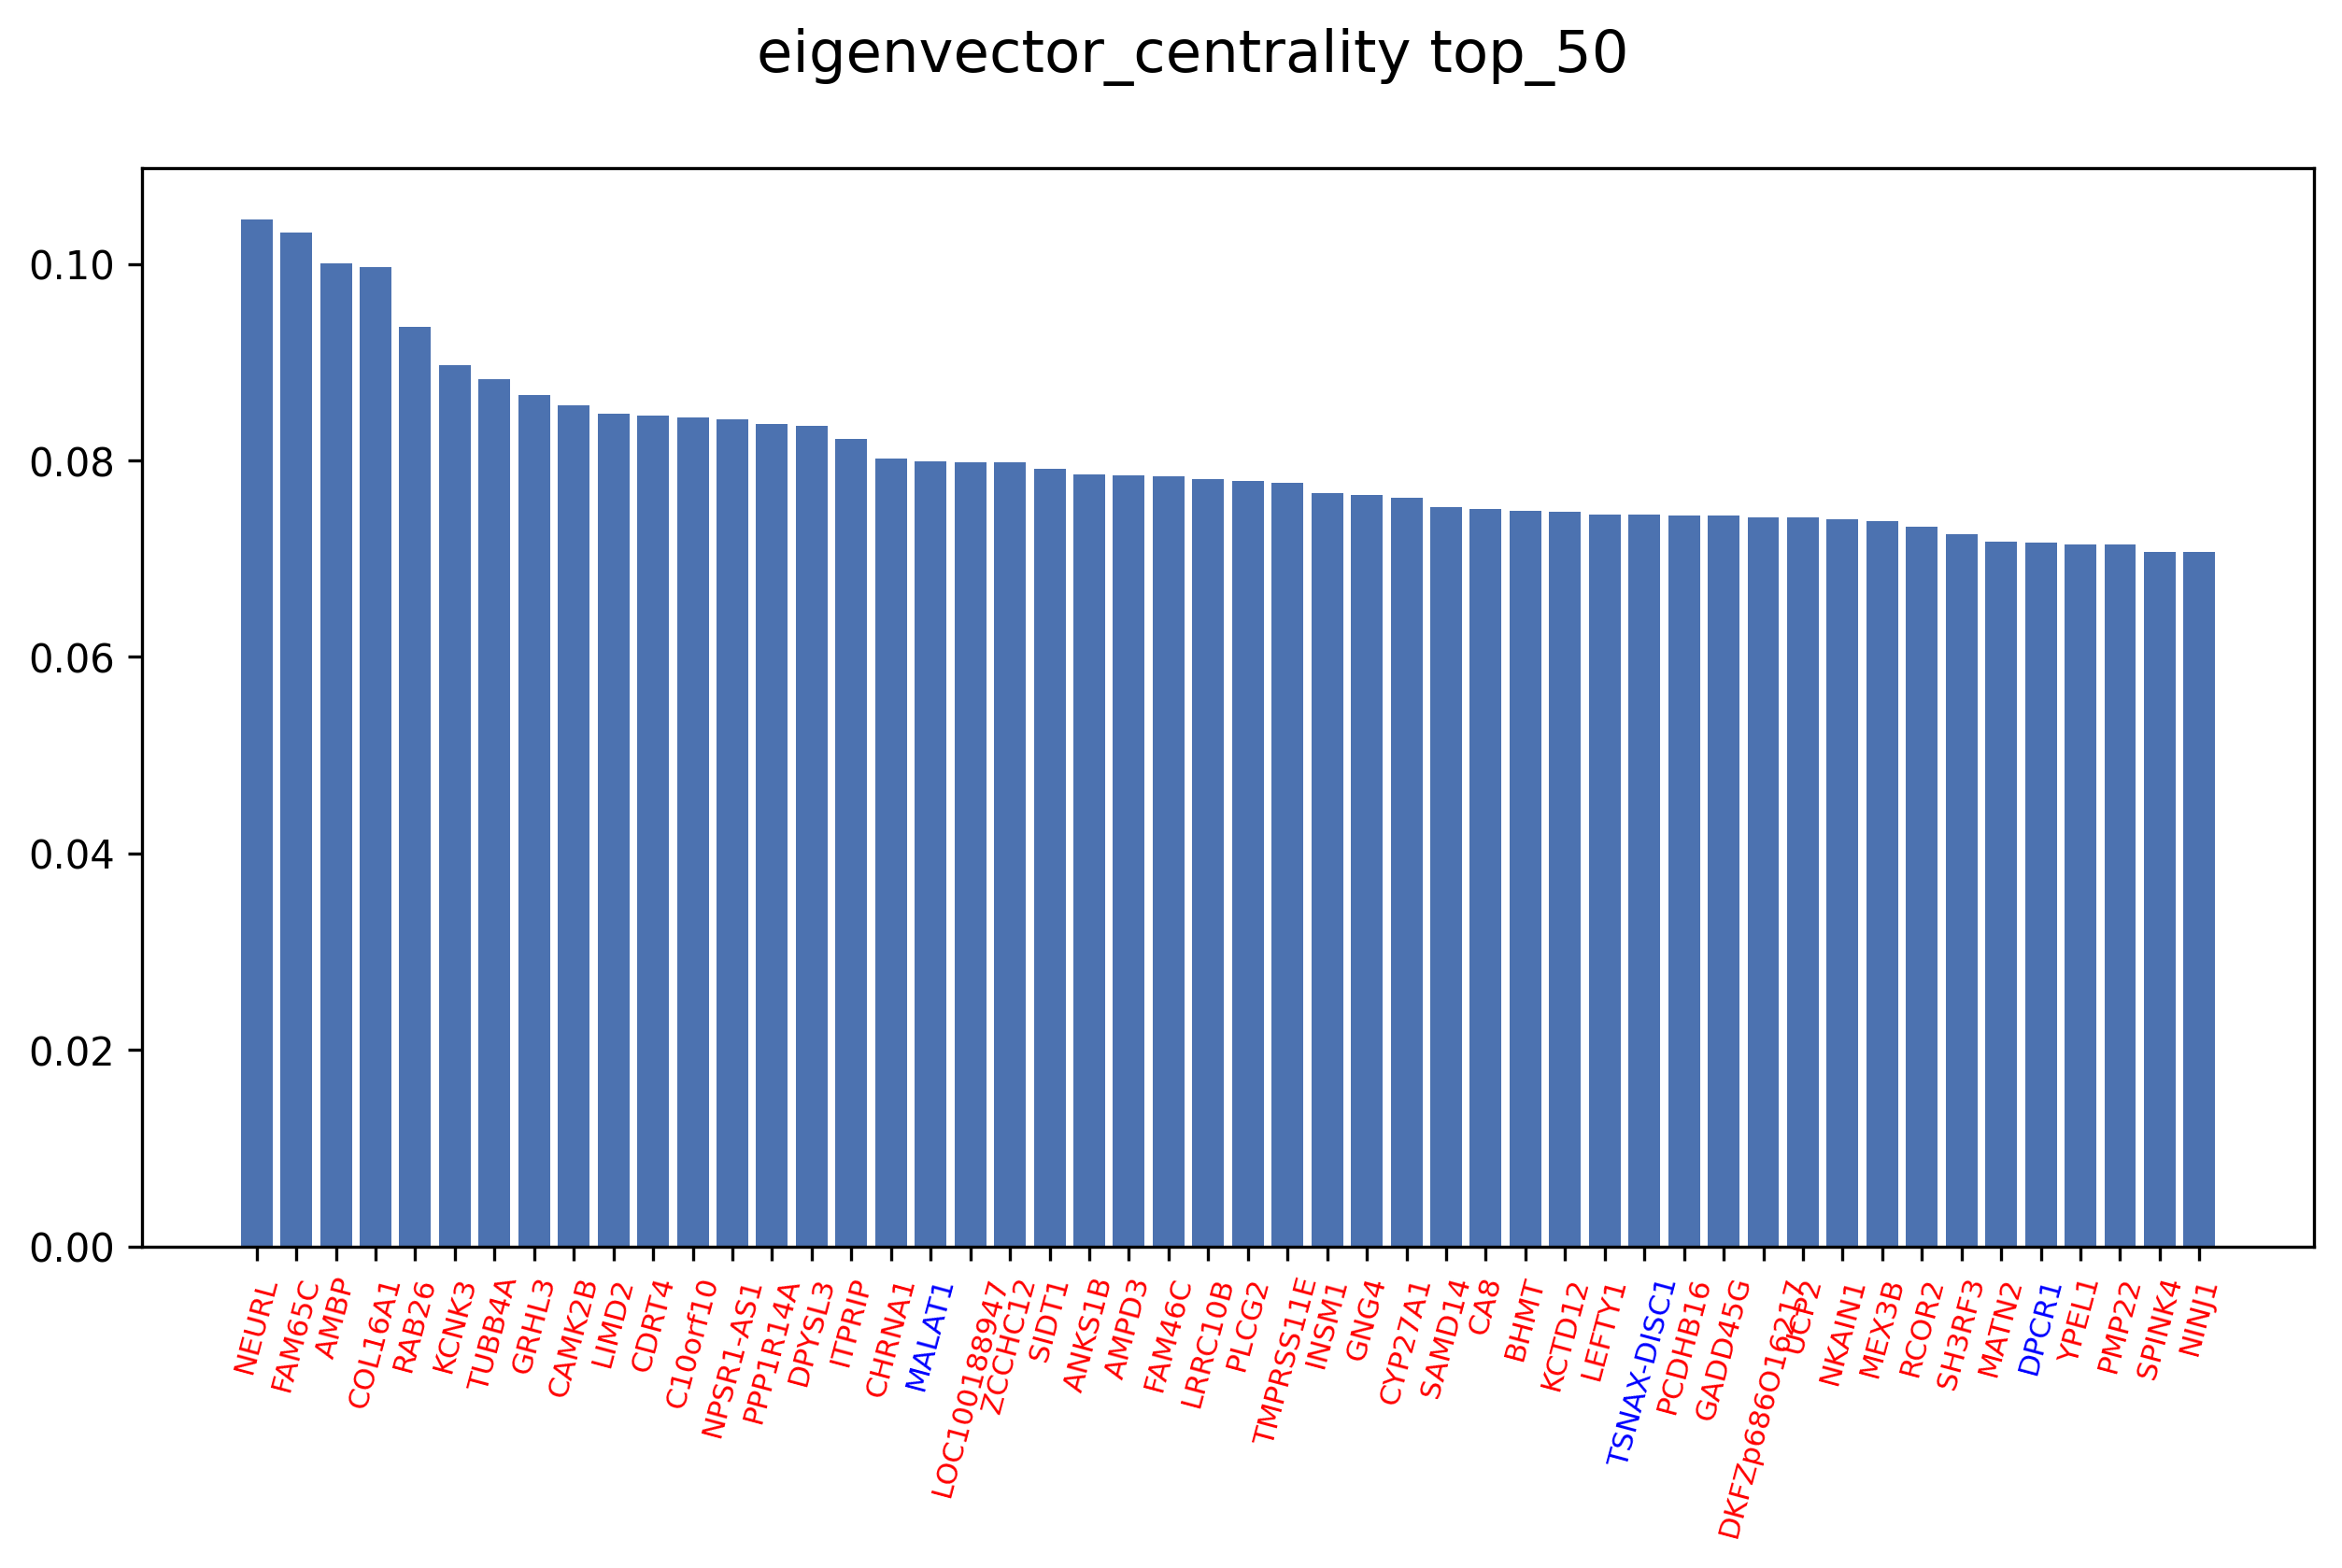 eigenvector_centrality top_50
0.10
0.08
0.06
0.04
0.02
0.00
NEURL
FAM65C
AMBP
COL16A1
RAB26
KCNK3
TUBB4A
GRHL3
CAMK2B
LIMD2
CDRT4
C10orf10
NPSR1-AS1
PPP1R14A
DPYSL3
ITPRIP
CHRNA1
MALAT1
LOC100188947
ZCCHC12
SIDT1
ANKS1B
AMPD3
FAM46C
LRRC10B
PLCG2
TMPRSS11E
INSM1
GNG4
CYP27A1
SAMD14
CA8
BHMT
KCTD12
LEFTY1
TSNAX-DISC1
PCDHB16
GADD45G
DKFZp686O16217
UCP2
NKAIN1
MEX3B
RCOR2
SH3RF3
MATN2
DPCR1
YPEL1
PMP22
SPINK4
NINJ1